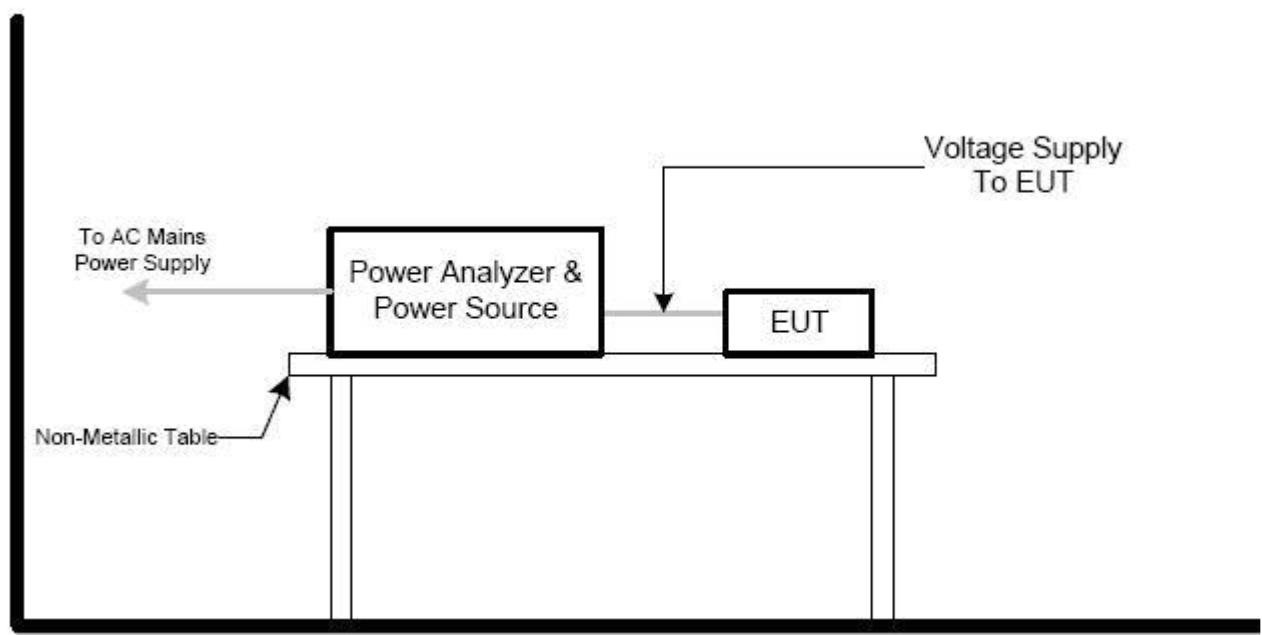 Voltage Supply
To EUT
To AC Mains
Power Supply
Power Analyzer &
Power Source
EUT
Non-Metallic Table